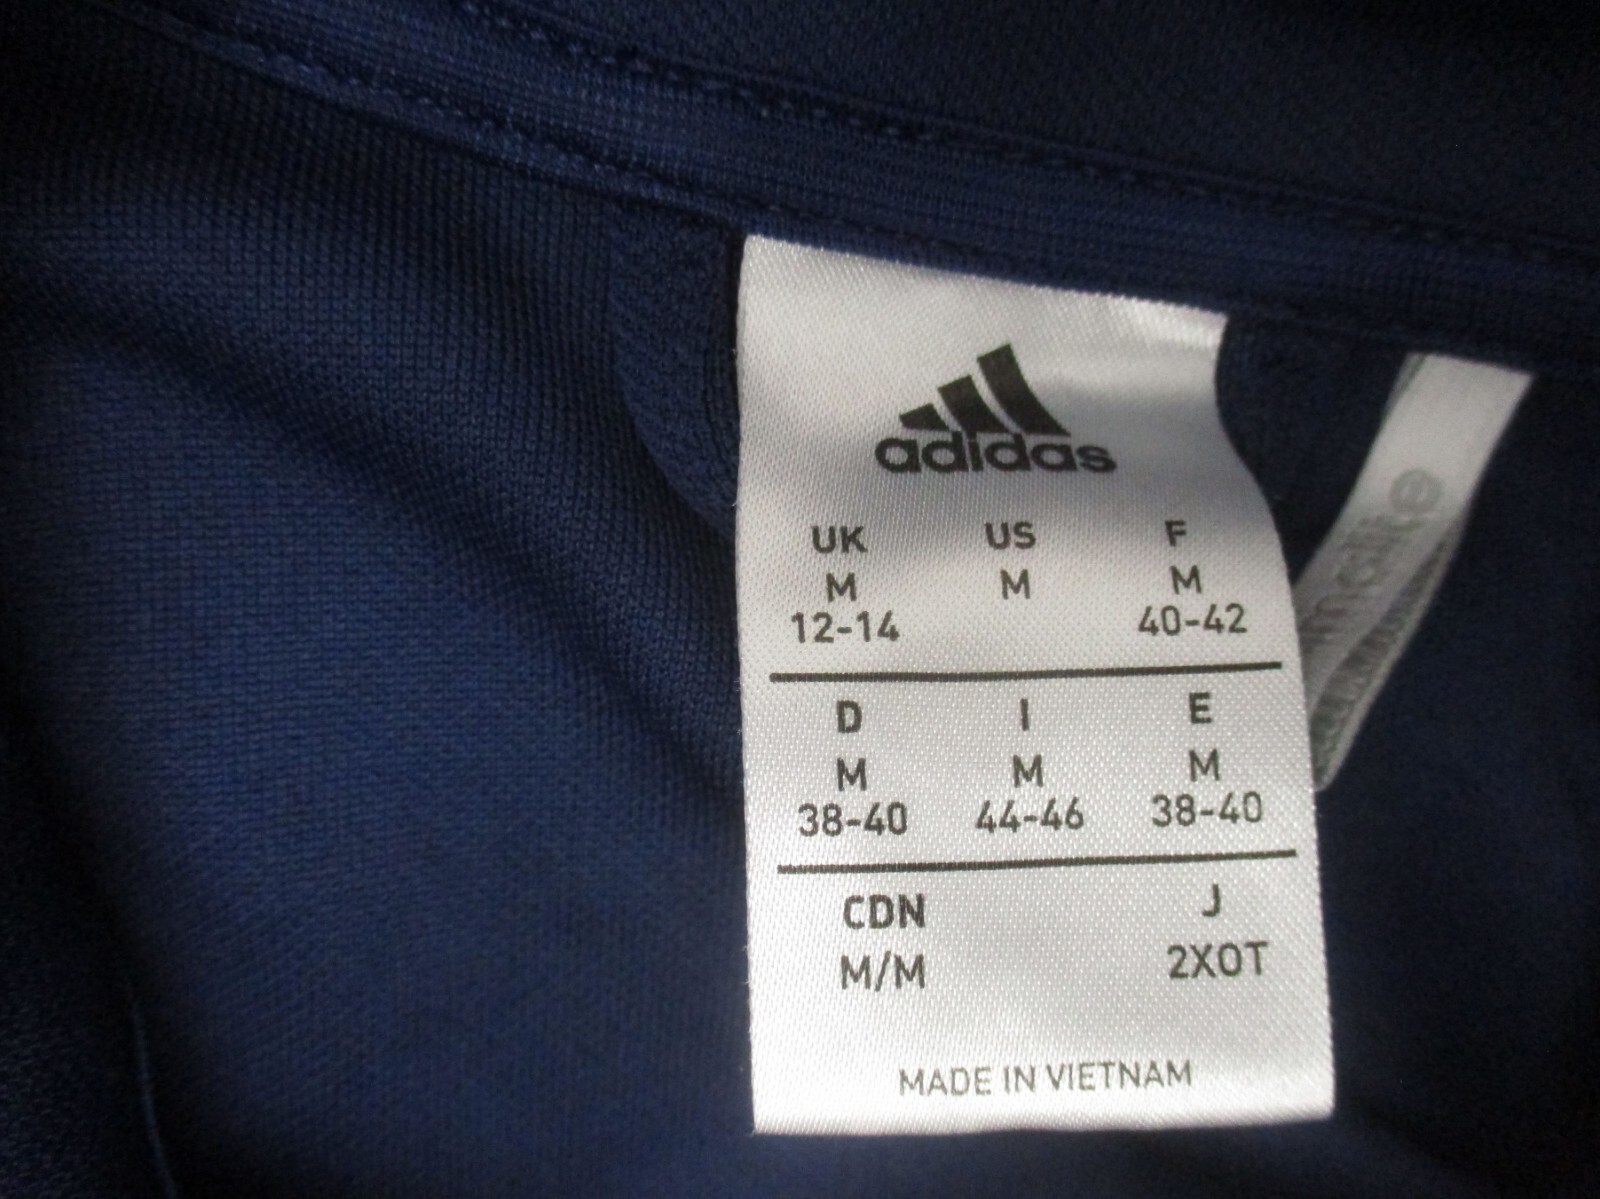 adidas
UK US F
M M M
12-14 40-42
D I E
M M M
38-40 44-46 38-40
CDN J
M/M 2XOT
MADE IN VIETNAM